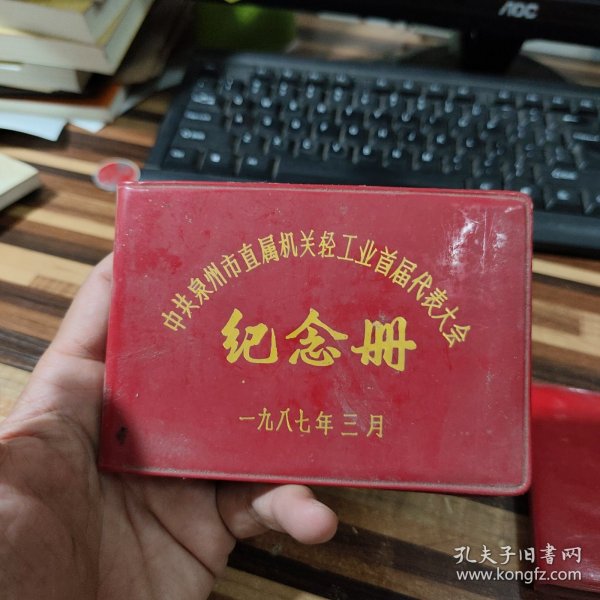 AOC
中共泉州市直属机关轻工业首届代表大会
纪念册
一九八七年三月
孔夫子旧书网
www.kongfz.com